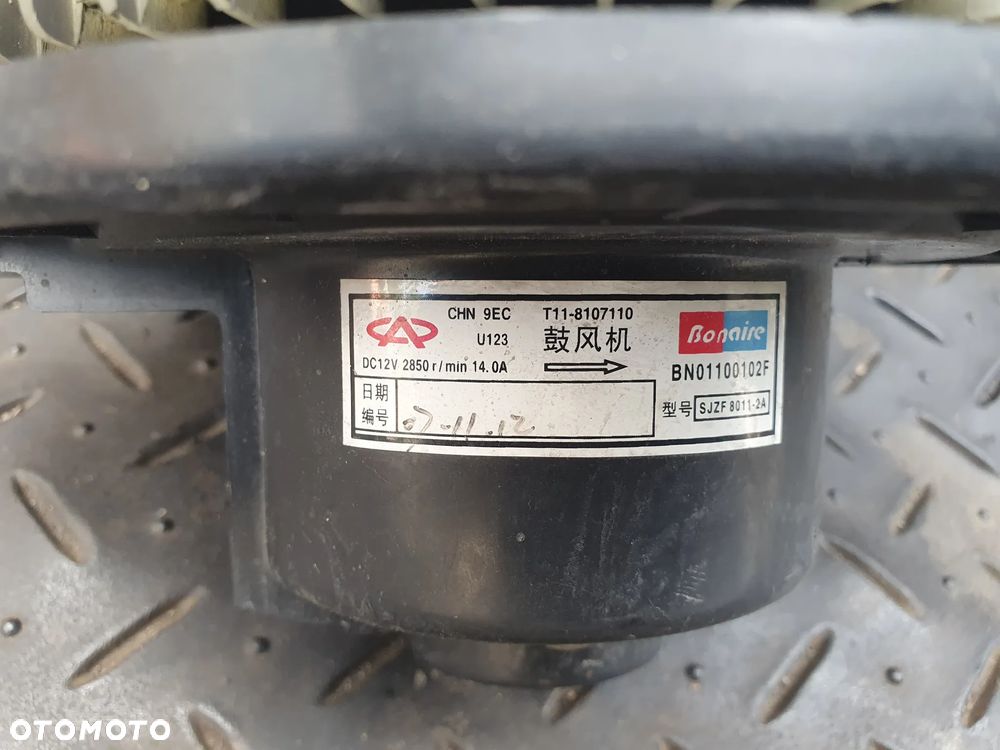 CHN 9EC T11-8107110
U123 鼓风机 Bonaire
DC12V 2850r/min 14.0A BN01100102F
日期
编号 07-11.12 型号 SJZF 8011-2A
OTOMOTO